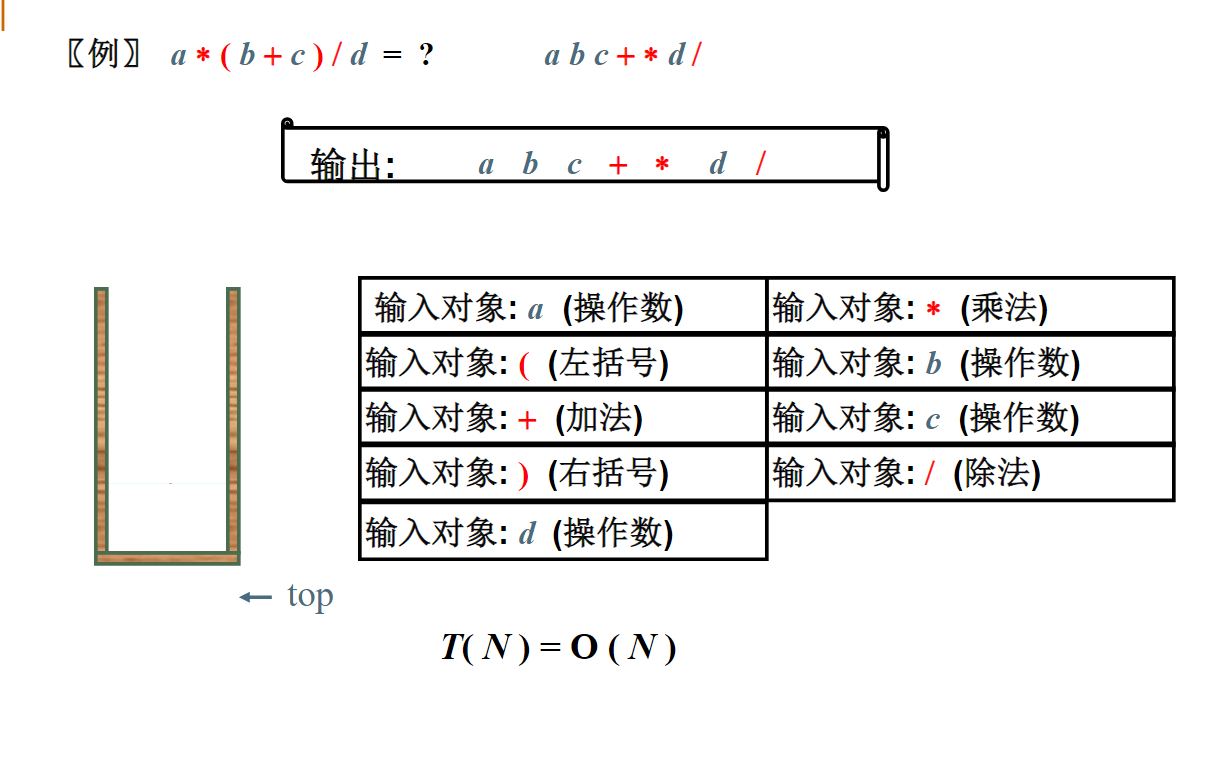 〖例〗 a * ( b + c ) / d = ? a b c + * d /
输出: a b c + * d /
输入对象: a (操作数) 输入对象: * (乘法)
输入对象: ( (左括号) 输入对象: b (操作数)
输入对象: + (加法) 输入对象: c (操作数)
输入对象: ) (右括号) 输入对象: / (除法)
输入对象: d (操作数)
← top
T( N ) = O ( N )